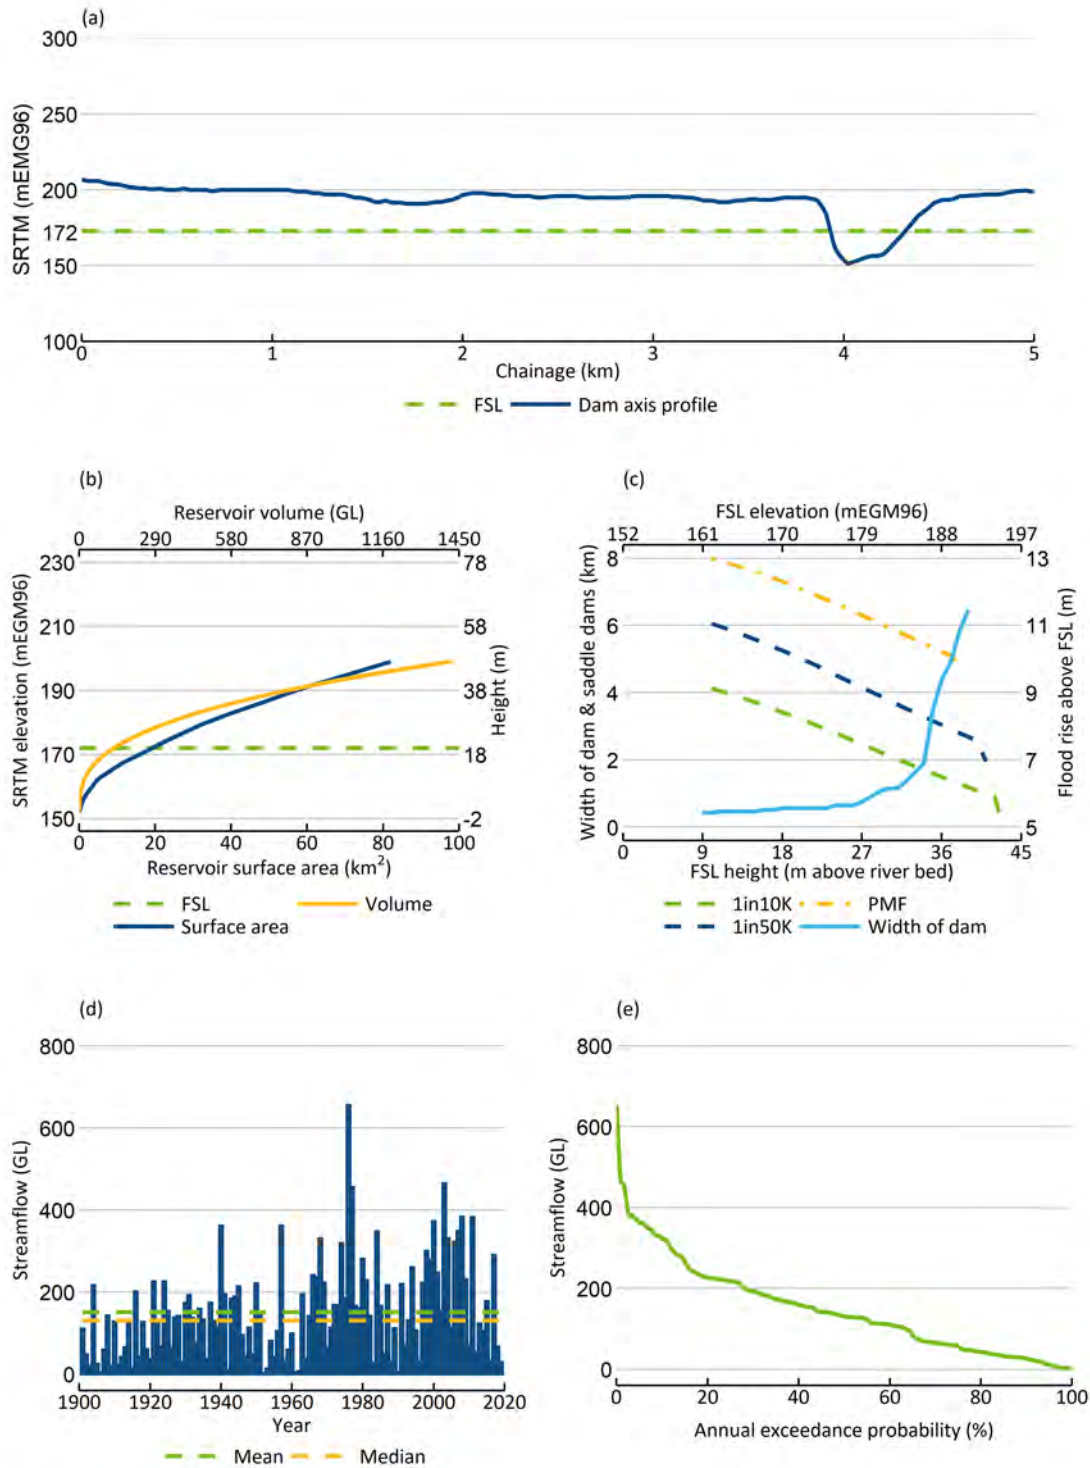 (a)
300
250
200
172
150
100
SRTM (mEMG96)
0 1 2 3 4 5
Chainage (km)
FSL Dam axis profile
(b)
Reservoir volume (GL)
0 290 580 870 1160 1450
230 78
210 58
190 38
170 18
150 -2
SRTM elevation (mEGM96)
Height (m)
0 20 40 60 80 100
Reservoir surface area (km²)
FSL Volume
Surface area
(c)
FSL elevation (mEGM96)
152 161 170 179 188 197
8 13
6 11
4 9
2 7
0 5
Width of dam & saddle dams (km)
Flood rise above FSL (m)
0 9 18 27 36 45
FSL height (m above river bed)
1in10K PMF
1in50K Width of dam
(d)
800
600
400
200
0
Streamflow (GL)
1900 1920 1940 1960 1980 2000 2020
Year
Mean Median
(e)
800
600
400
200
0
Streamflow (GL)
0 20 40 60 80 100
Annual exceedance probability (%)